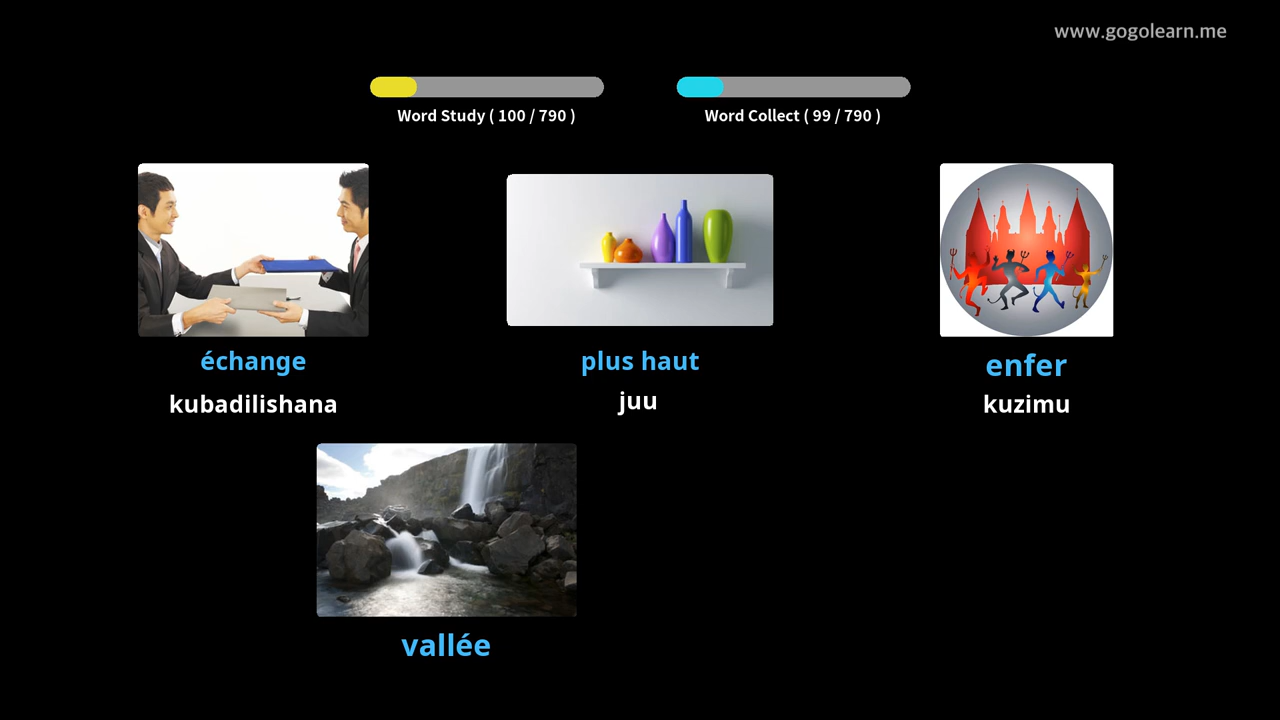 www.gogolearn.me
Word Study ( 100 / 790 )
Word Collect ( 99 / 790 )
échange
plus haut
enfer
kubadilishana
juu
kuzimu
vallée